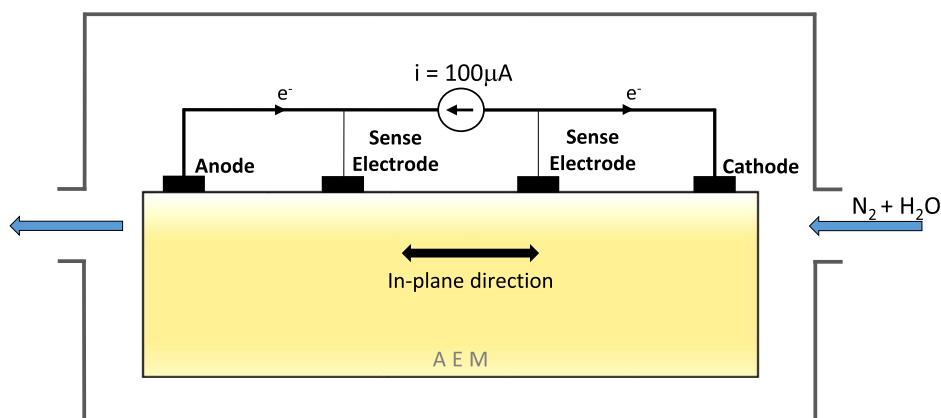 i = 100μA
e⁻
e⁻
Sense
Electrode
Sense
Electrode
Anode
Cathode
N₂ + H₂O
In-plane direction
A E M